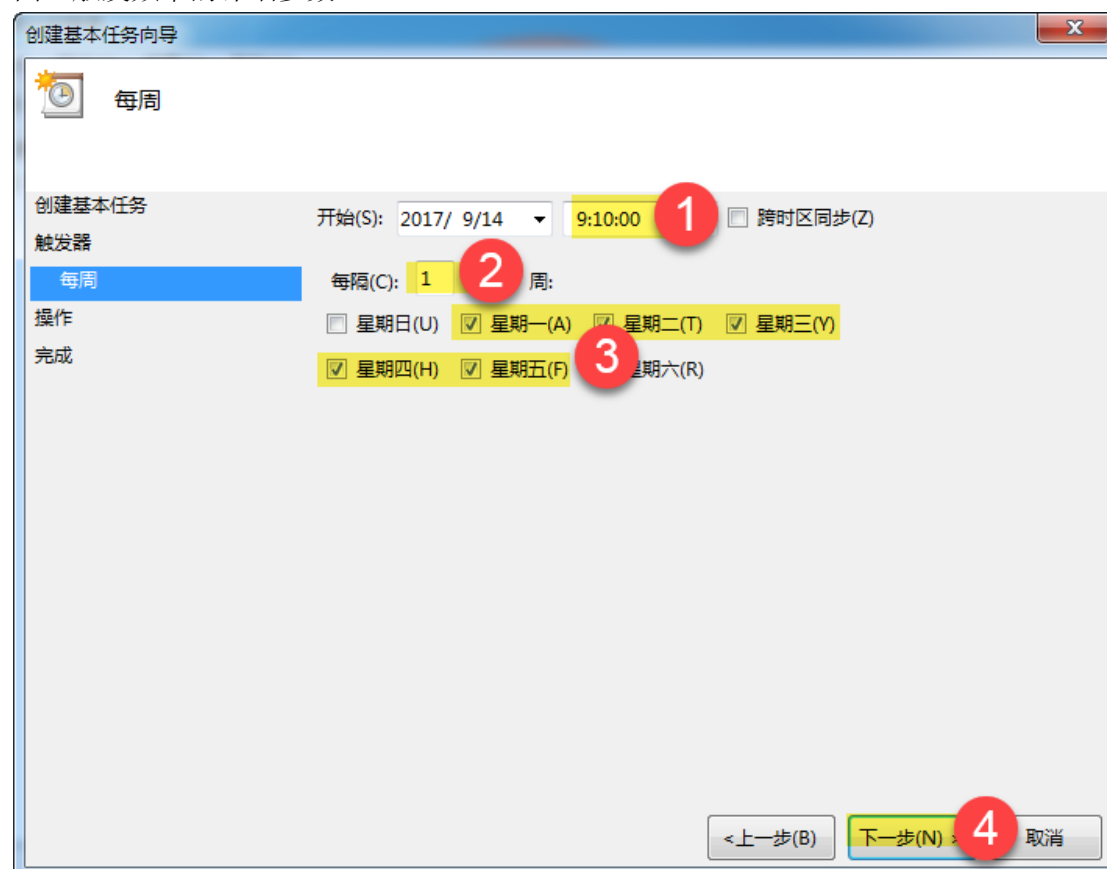 创建基本任务向导
每周
创建基本任务
触发器
每周
操作
完成
开始(S): 2017/ 9/14 9:10:00 1 跨时区同步(Z)
每隔(C): 1 2 周:
星期日(U) 星期一(A) 星期二(T) 星期三(Y)
星期四(H) 星期五(F) 3 星期六(R)
<上一步(B) 下一步(N) > 4 取消